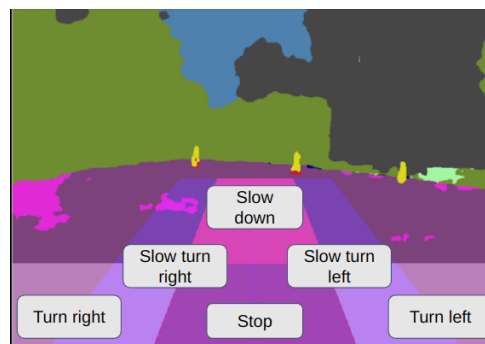 Slow
down
Slow turn
right
Slow turn
left
Turn right
Stop
Turn left